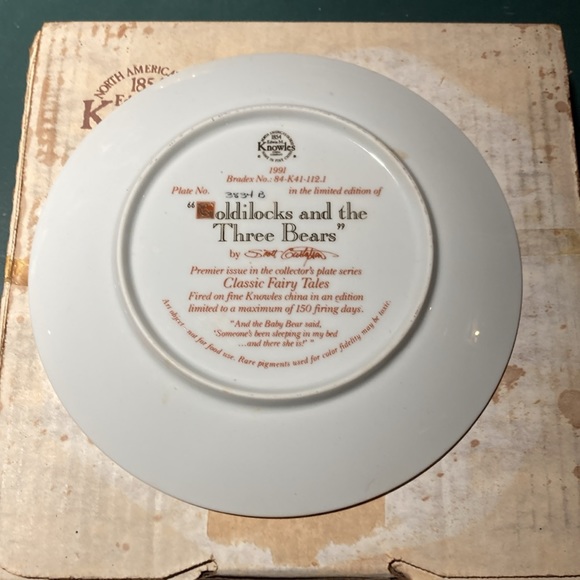 NORTH AMERICA
185
K
1854
Edwin M.
Knowles
1991
Bradex No.: 84-K41-112.1
Plate No. 3834 B in the limited edition of
"Goldilocks and the
Three Bears"
by
Premier issue in the collector's plate series
Classic Fairy Tales
Fired on fine Knowles china in an edition
limited to a maximum of 150 firing days.
"And the Baby Bear said,
'Someone's been sleeping in my bed
...and there she is!' "
Art object—not for food use. Rare pigments used for color fidelity may be toxic.